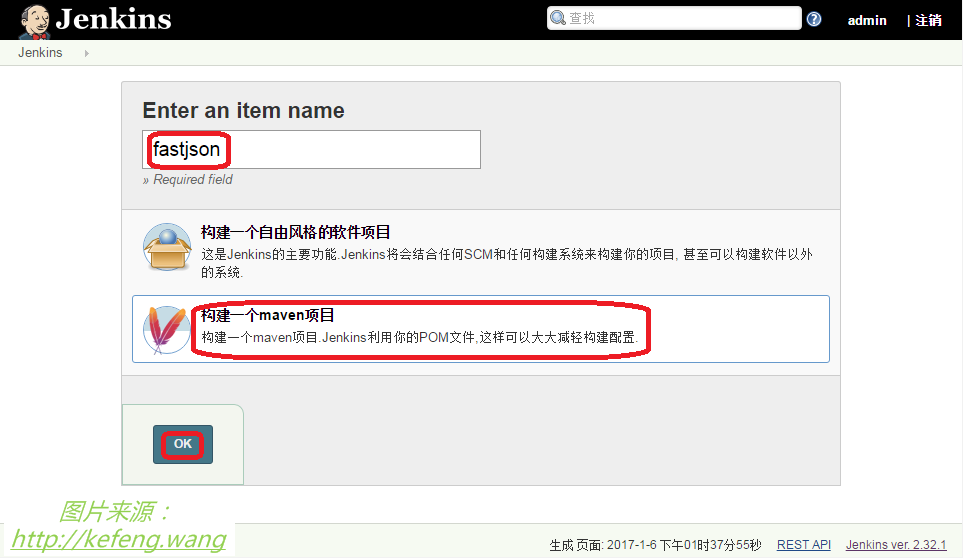 Jenkins
查找
admin
| 注销
Jenkins
Enter an item name
fastjson
» Required field
构建一个自由风格的软件项目
这是Jenkins的主要功能.Jenkins将会结合任何SCM和任何构建系统来构建你的项目, 甚至可以构建软件以外
的系统.
构建一个maven项目
构建一个maven项目.Jenkins利用你的POM文件,这样可以大大减轻构建配置.
OK
图片来源：
http://kefeng.wang
生成 页面: 2017-1-6 下午01时37分55秒 REST API Jenkins ver. 2.32.1